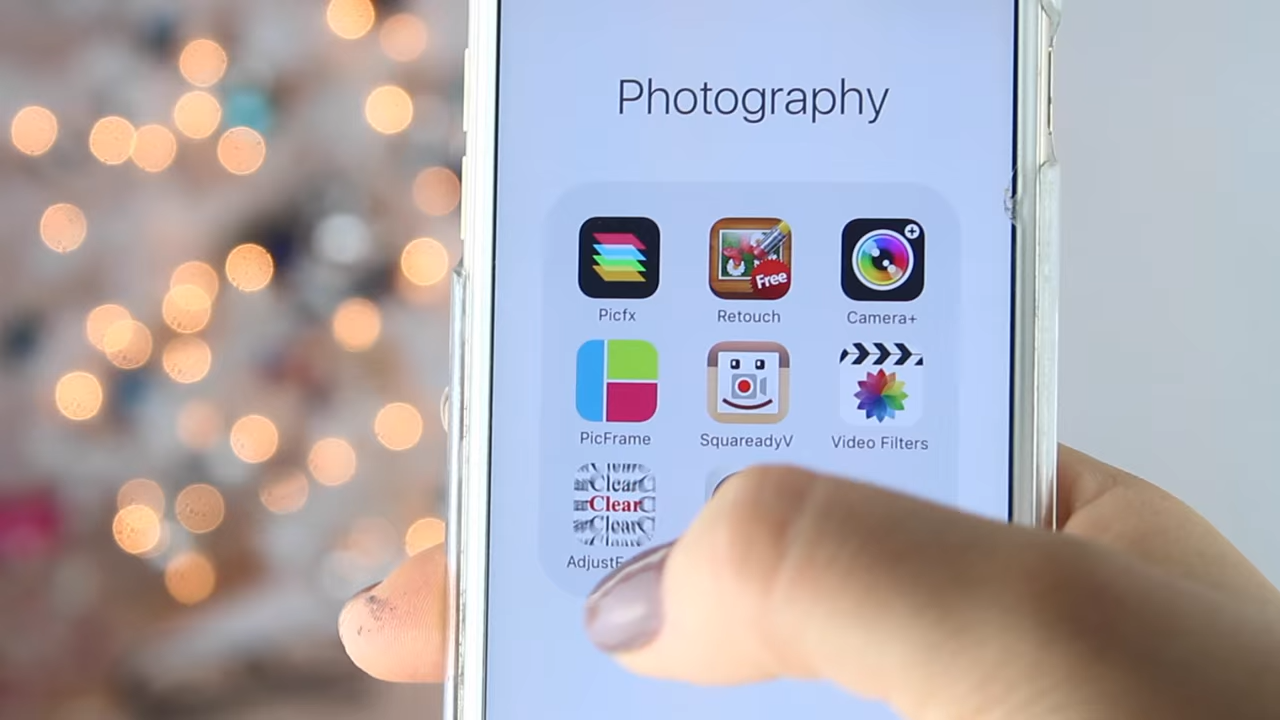 Photography
Free
Picfx
Retouch
Camera+
PicFrame
SquareadyV
Video Filters
Clear
Clear
Clear